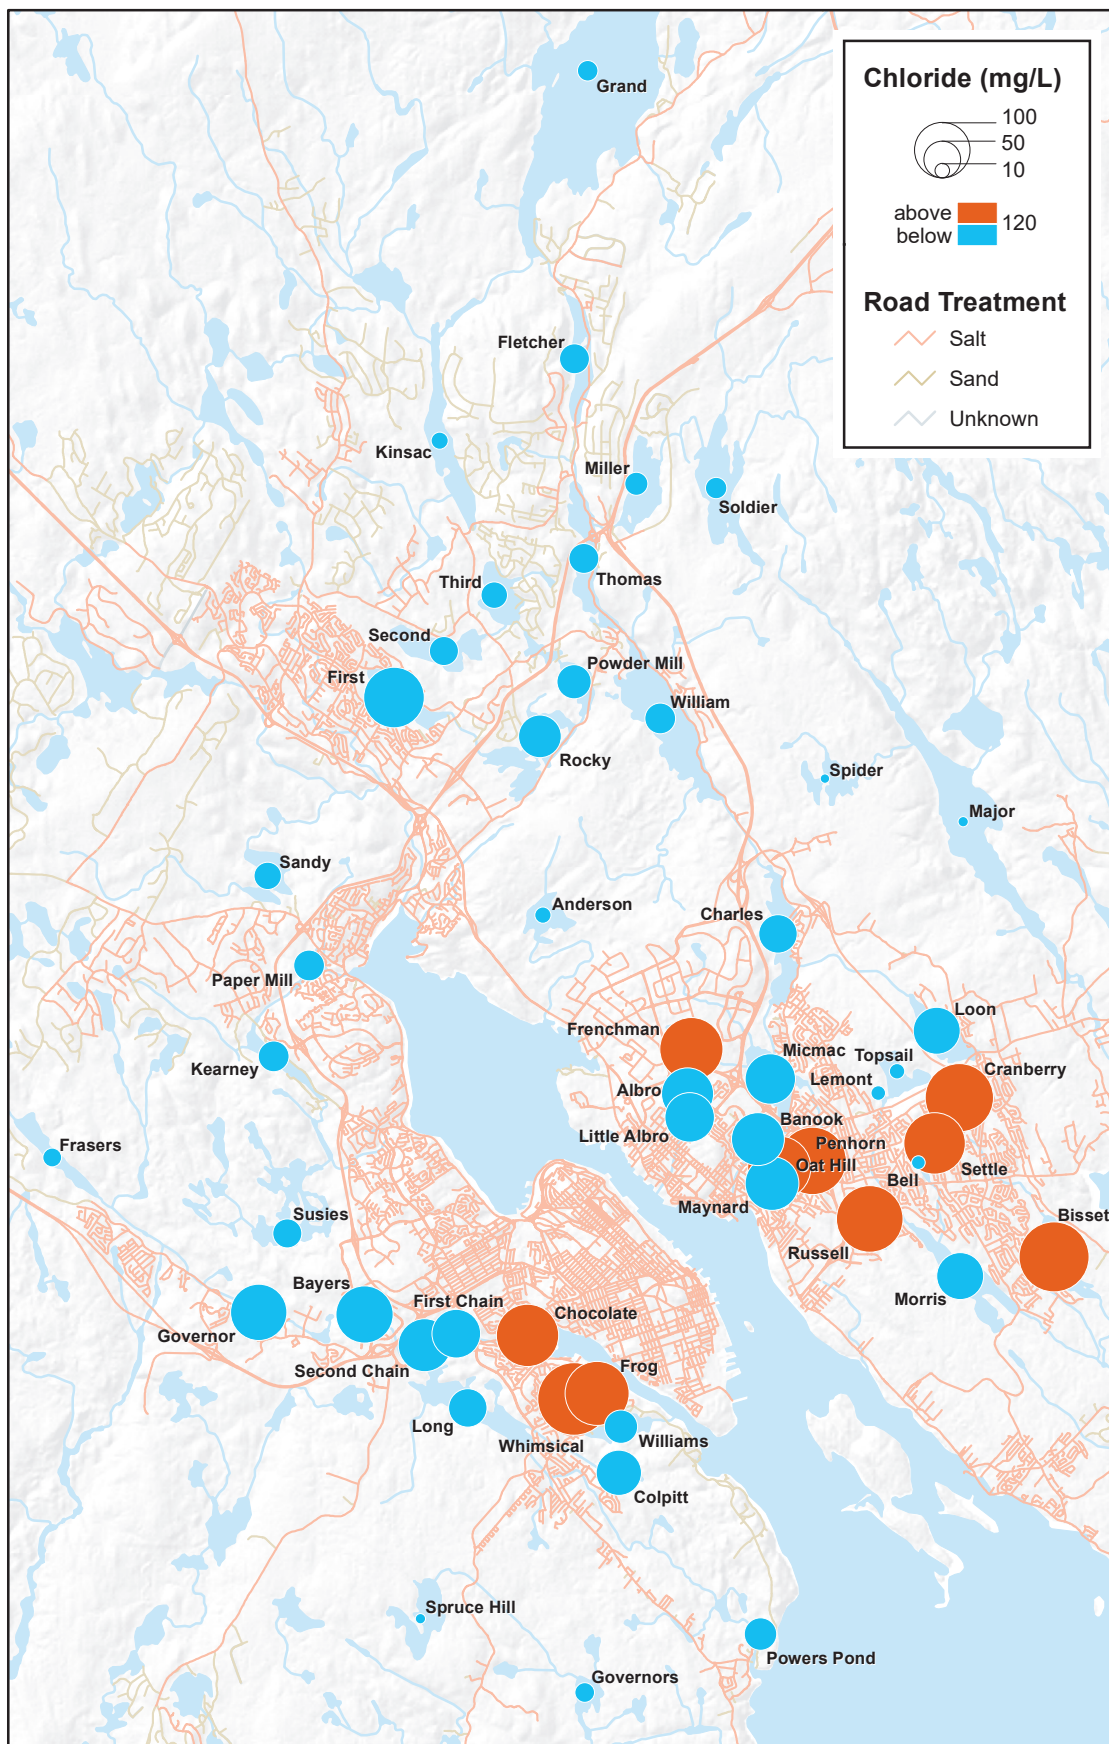 Chloride (mg/L)
100
50
10
above
below
120
Road Treatment
Salt
Sand
Unknown
Grand
Fletcher
Kinsac
Miller
Soldier
Thomas
Third
Second
Powder Mill
First
William
Rocky
Spider
Major
Sandy
Anderson
Charles
Paper Mill
Loon
Frenchman
Micmac
Topsail
Kearney
Cranberry
Lemont
Albro
Banook
Little Albro
Penhorn
Frasers
Settle
Oat Hill
Bell
Maynard
Susies
Bisset
Russell
Bayers
Morris
First Chain
Chocolate
Governor
Frog
Second Chain
Long
Williams
Whimsical
Colpitt
Spruce Hill
Powers Pond
Governors